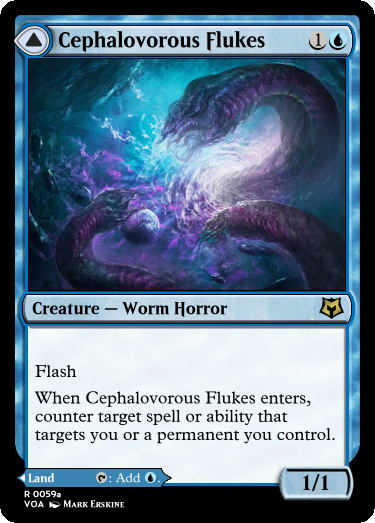 Cephalovorous Flukes 1
Creature — Worm Horror
Flash
When Cephalovorous Flukes enters,
counter target spell or ability that
targets you or a permanent you control.
Land : Add .
1/1
R 0059a
VOA Mark Erskine